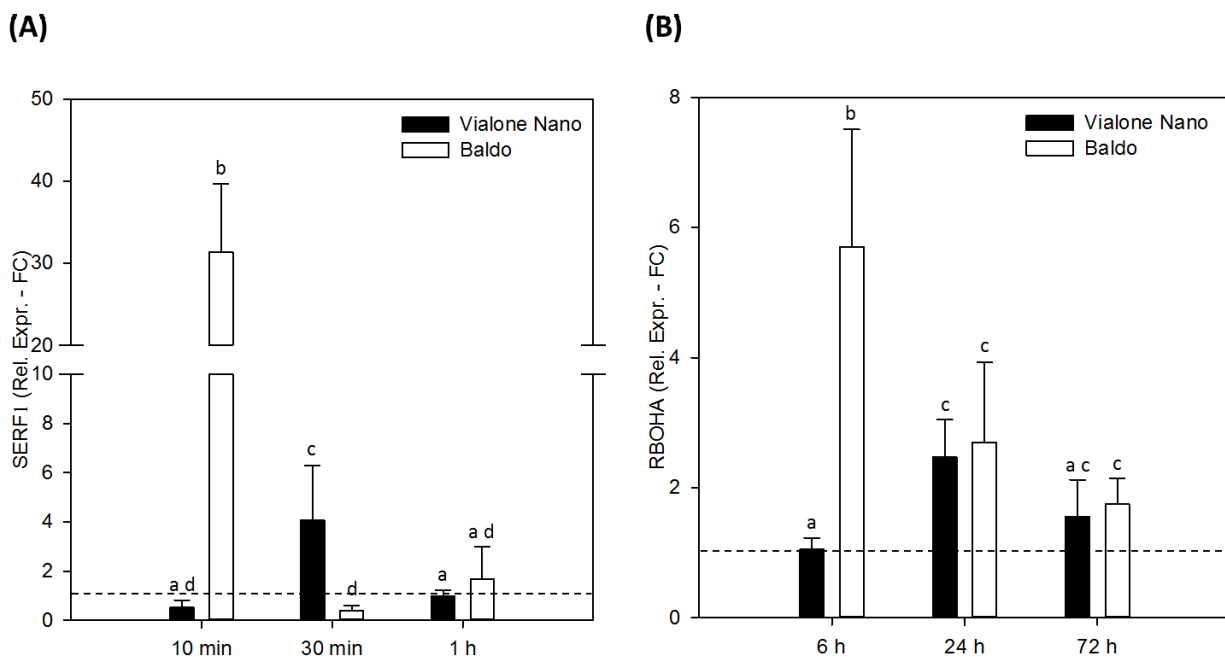 (A)
50
40
30
20
10
8
6
4
2
0
SERF1 (Rel. Expr. - FC)
Vialone Nano
Baldo
a d
b
c
d
a
a d
10 min
30 min
1 h
(B)
8
6
4
2
0
RBOHA (Rel. Expr. - FC)
Vialone Nano
Baldo
a
b
c
c
a c
c
6 h
24 h
72 h